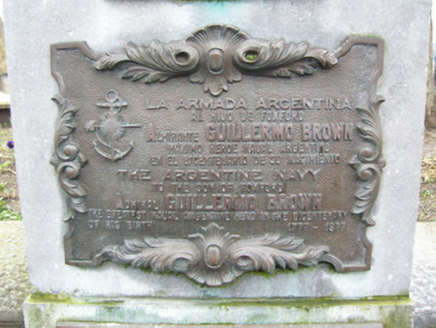 LA ARMADA ARGENTINA
AL HIJO DE FOXFORD
ALMIRANTE GUILLERMO BROWN
MAXIMO HEROE NAVAL ARGENTINO
EN EL BICENTENARIO DE SU NACIMIENTO
THE ARGENTINE NAVY
TO THE SON OF FOXFORD
ADMIRAL GUILLERMO BROWN
THE GREATEST NAVAL ARGENTINE HERO IN THE BICENTENARY
OF HIS BIRTH 1777 - 1977